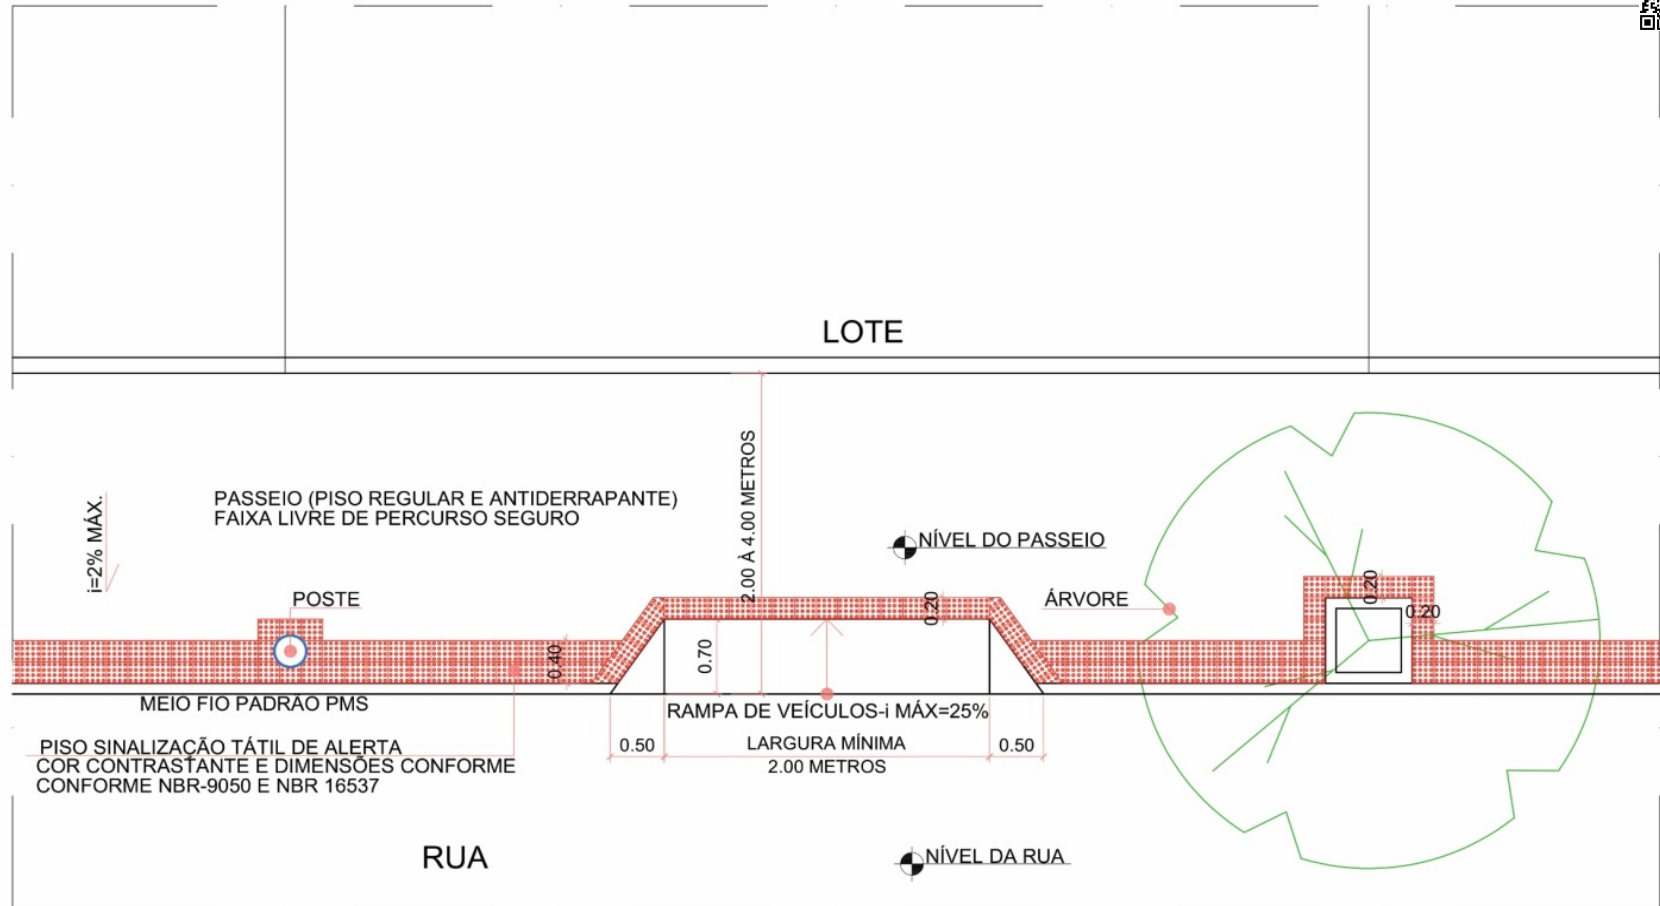 LOTE
2.00 À 4.00 METROS
PASSEIO (PISO REGULAR E ANTIDERRAPANTE)
FAIXA LIVRE DE PERCURSO SEGURO
i=2% MÁX.
NÍVEL DO PASSEIO
POSTE
ÁRVORE
0.20
0.20
0.20
0.40
0.70
MEIO FIO PADRÃO PMS
RAMPA DE VEÍCULOS-i MÁX=25%
0.50
LARGURA MÍNIMA
2.00 METROS
0.50
PISO SINALIZAÇÃO TÁTIL DE ALERTA
COR CONTRASTANTE E DIMENSÕES CONFORME
CONFORME NBR-9050 E NBR 16537
RUA
NÍVEL DA RUA